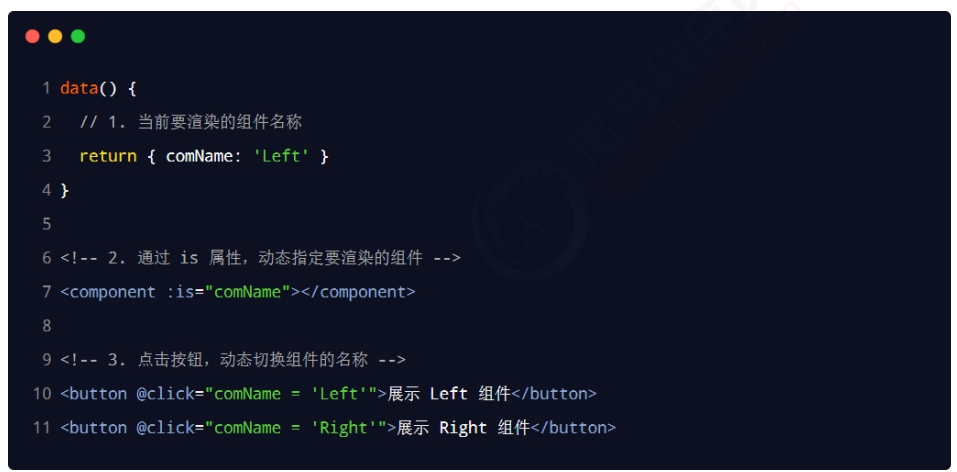 1 data() {
2 // 1. 当前要渲染的组件名称
3 return { comName: 'Left' }
4 }
5
6 <!-- 2. 通过 is 属性，动态指定要渲染的组件 -->
7 <component :is="comName"></component>
8
9 <!-- 3. 点击按钮，动态切换组件的名称 -->
10 <button @click="comName = 'Left'">展示 Left 组件</button>
11 <button @click="comName = 'Right'">展示 Right 组件</button>
黑马程序